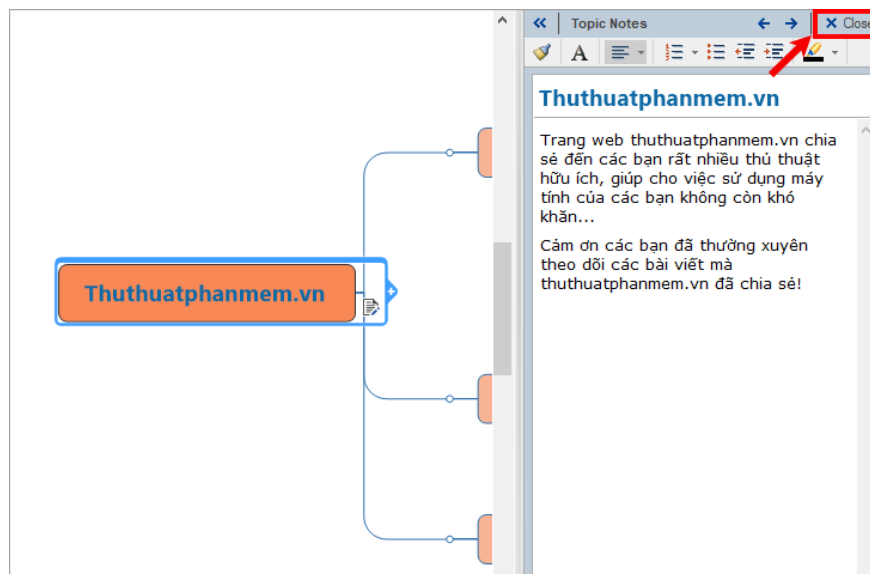 Topic Notes
Close
A
Thuthuatphanmem.vn
Trang web thuthuatphanmem.vn chia
sẻ đến các bạn rất nhiều thủ thuật
hữu ích, giúp cho việc sử dụng máy
tính của các bạn không còn khó
khăn...
Cảm ơn các bạn đã thường xuyên
theo dõi các bài viết mà
thuthuatphanmem.vn đã chia sẻ!
Thuthuatphanmem.vn